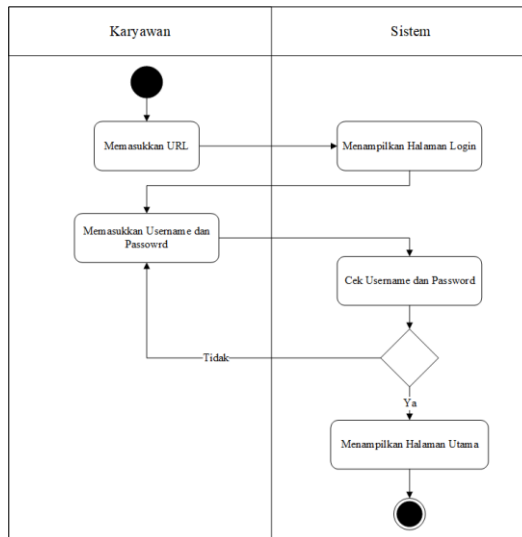 Karyawan
Sistem
Memasukkan URL
Menampilkan Halaman Login
Memasukkan Username dan
Passowrd
Cek Username dan Password
Tidak
Ya
Menampilkan Halaman Utama